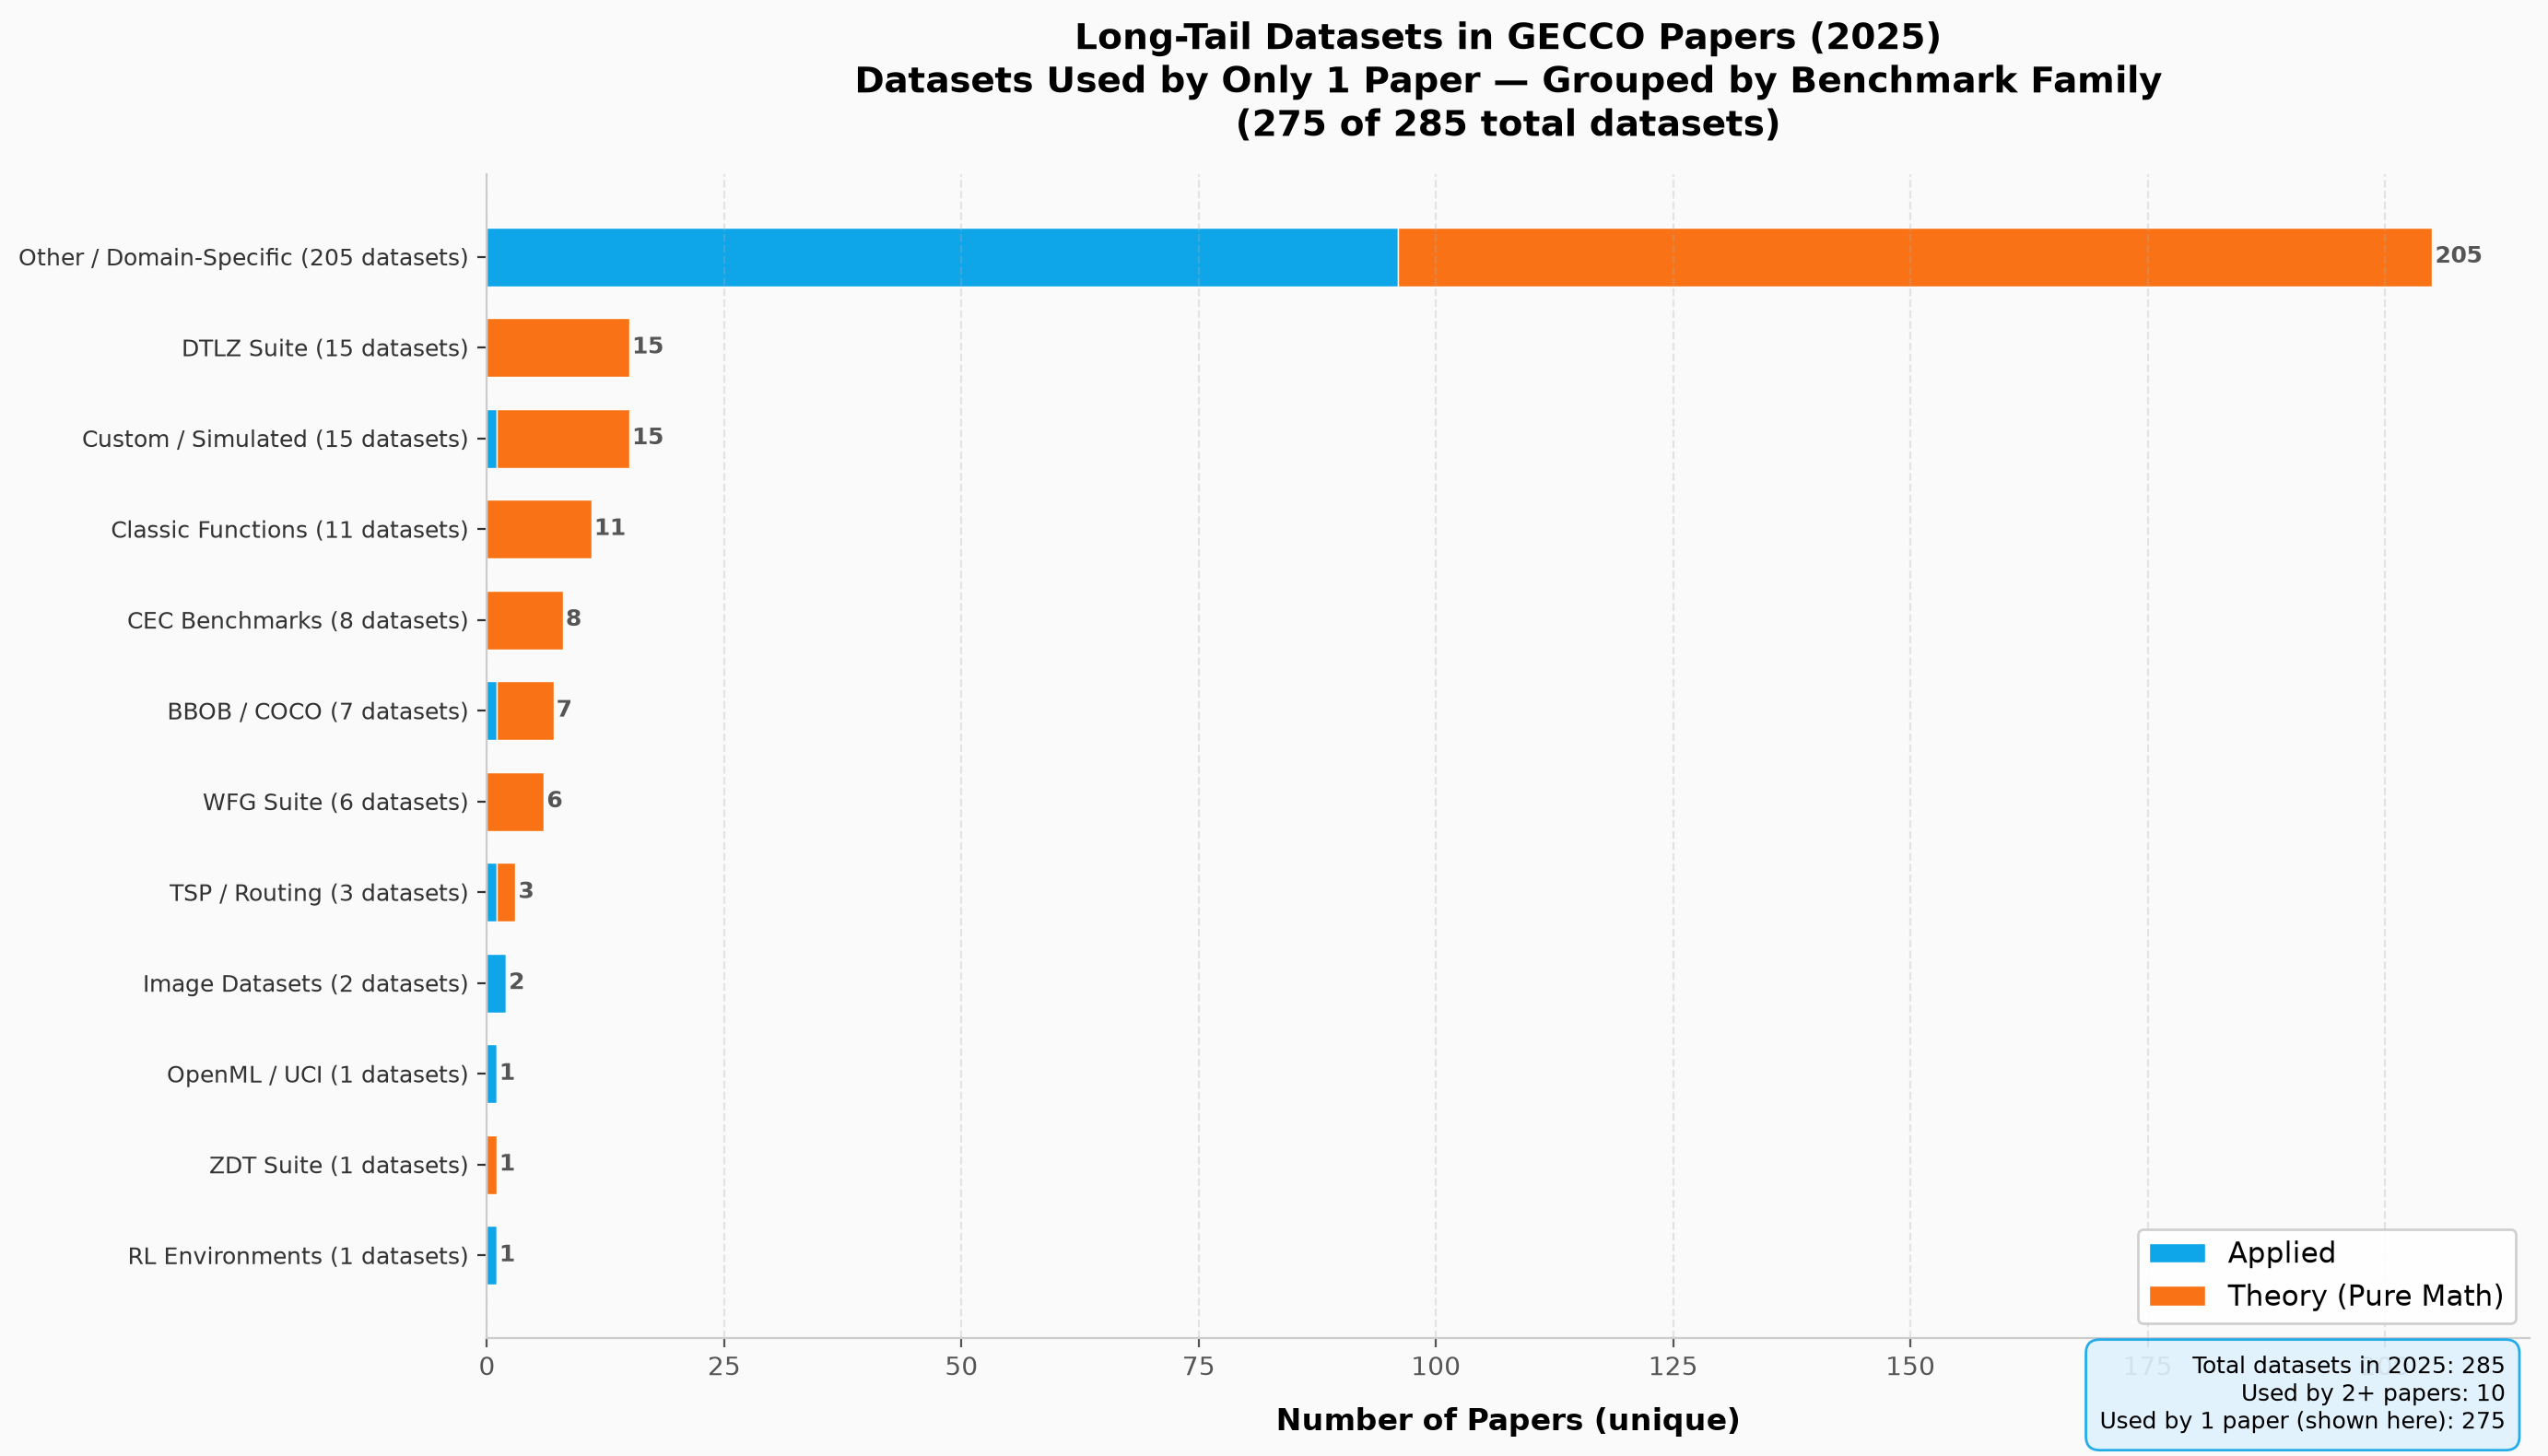 Long-Tail Datasets in GECCO Papers (2025)
Datasets Used by Only 1 Paper — Grouped by Benchmark Family
(275 of 285 total datasets)
Other / Domain-Specific (205 datasets)
205
DTLZ Suite (15 datasets)
15
Custom / Simulated (15 datasets)
15
Classic Functions (11 datasets)
11
CEC Benchmarks (8 datasets)
8
BBOB / COCO (7 datasets)
7
WFG Suite (6 datasets)
6
TSP / Routing (3 datasets)
3
Image Datasets (2 datasets)
2
OpenML / UCI (1 datasets)
1
ZDT Suite (1 datasets)
1
RL Environments (1 datasets)
1
Applied
Theory (Pure Math)
0 25 50 75 100 125 150 175
Total datasets in 2025: 285
Used by 2+ papers: 10
Used by 1 paper (shown here): 275
Number of Papers (unique)